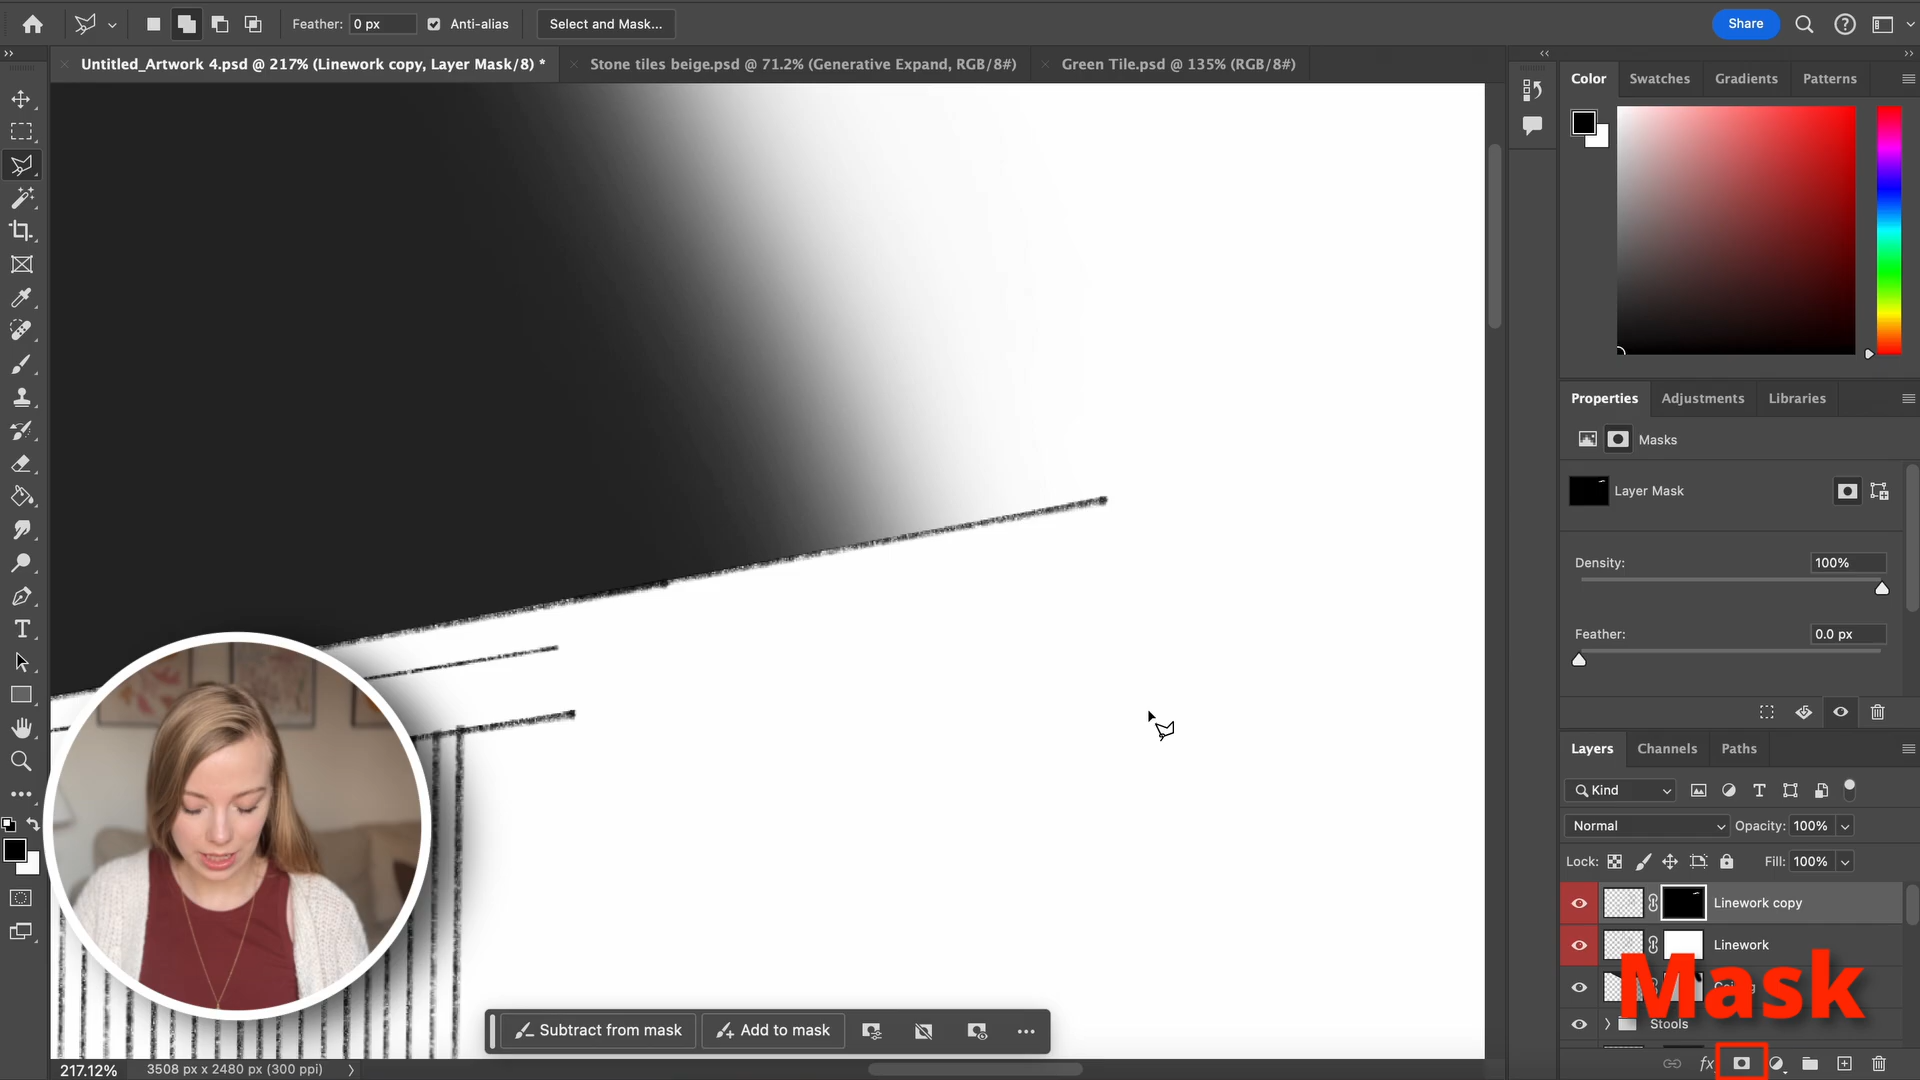 Feather: 0 px Anti-alias Select and Mask... Share
Untitled_Artwork 4.psd @ 217% (Linework copy, Layer Mask/8) * Stone tiles beige.psd @ 71.2% (Generative Expand, RGB/8#) Green Tile.psd @ 135% (RGB/8#)
Color Swatches Gradients Patterns
Properties Adjustments Libraries
Masks
Layer Mask
Density: 100%
Feather: 0.0 px
Layers Channels Paths
Kind
Normal Opacity: 100%
Lock: Fill: 100%
Linework copy
Linework
Mask
Stools
Subtract from mask Add to mask
217.12% 3508 px x 2480 px (300 ppi)
fx